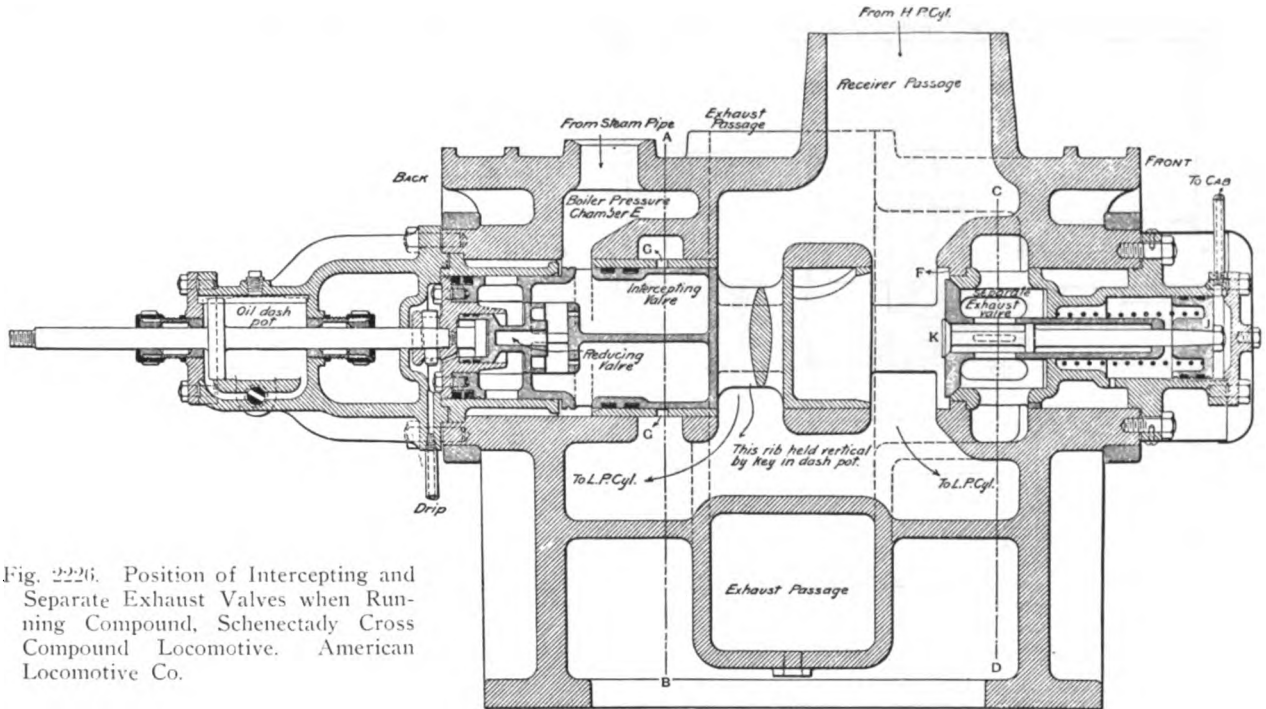 From H P. Cyl.
Receiver Passage
Exhaust
Passage
From Steam Pipe
A
BACK
FRONT
To CAB
Boiler Pressure
Chamber E
C
G
F
Intercepting
Valve
Separate
Exhaust
valve
Oil dash
pot
K
Reducing
Valve
G
This rib held vertical
by key in dash pot.
To L.P. Cyl.
To L.P. Cyl.
Drip
Exhaust Passage
B
D
Fig. 2226. Position of Intercepting and
Separate Exhaust Valves when Run-
ning Compound, Schenectady Cross
Compound Locomotive. American
Locomotive Co.